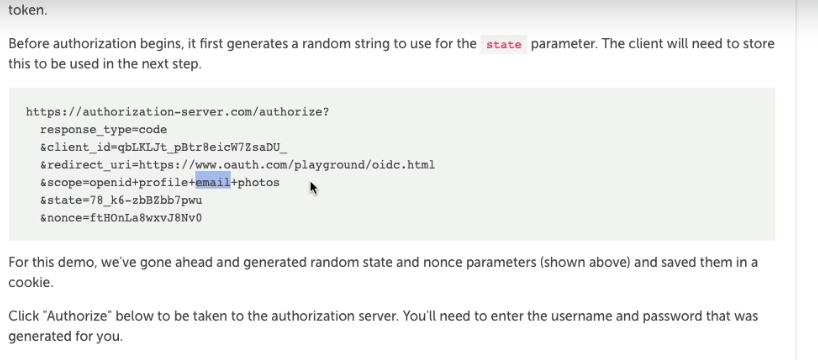 token.
Before authorization begins, it first generates a random string to use for the state parameter. The client will need to store
this to be used in the next step.
https://authorization-server.com/authorize?
response_type=code
&client_id=qbLKLJt_pBtr8eicW7ZsaDU_
&redirect_uri=https://www.oauth.com/playground/oidc.html
&scope=openid+profile+email+photos
&state=78_k6-zbBZbb7pwu
&nonce=ftHOnLa8wxvJ8Nv0
For this demo, we've gone ahead and generated random state and nonce parameters (shown above) and saved them in a
cookie.
Click "Authorize" below to be taken to the authorization server. You'll need to enter the username and password that was
generated for you.